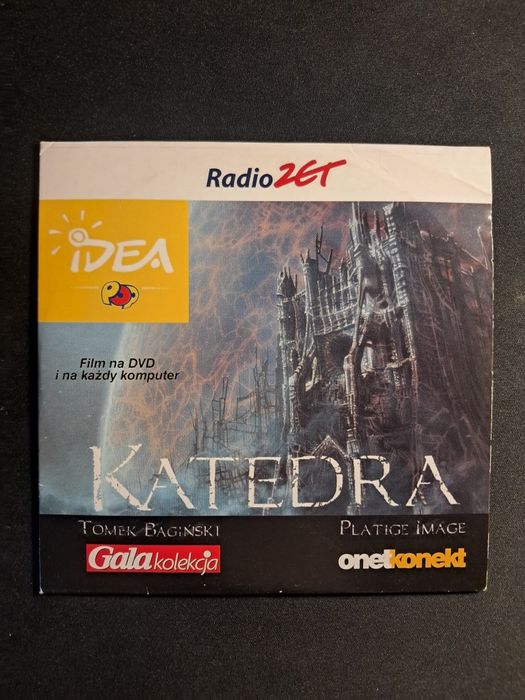 Radio ZET
iDEA
POP
Film na DVD
i na każdy komputer
KATEDRA
TOMEK BAGIŃSKI
PLATIGE IMAGE
Gala kolekcja
onetkonekt